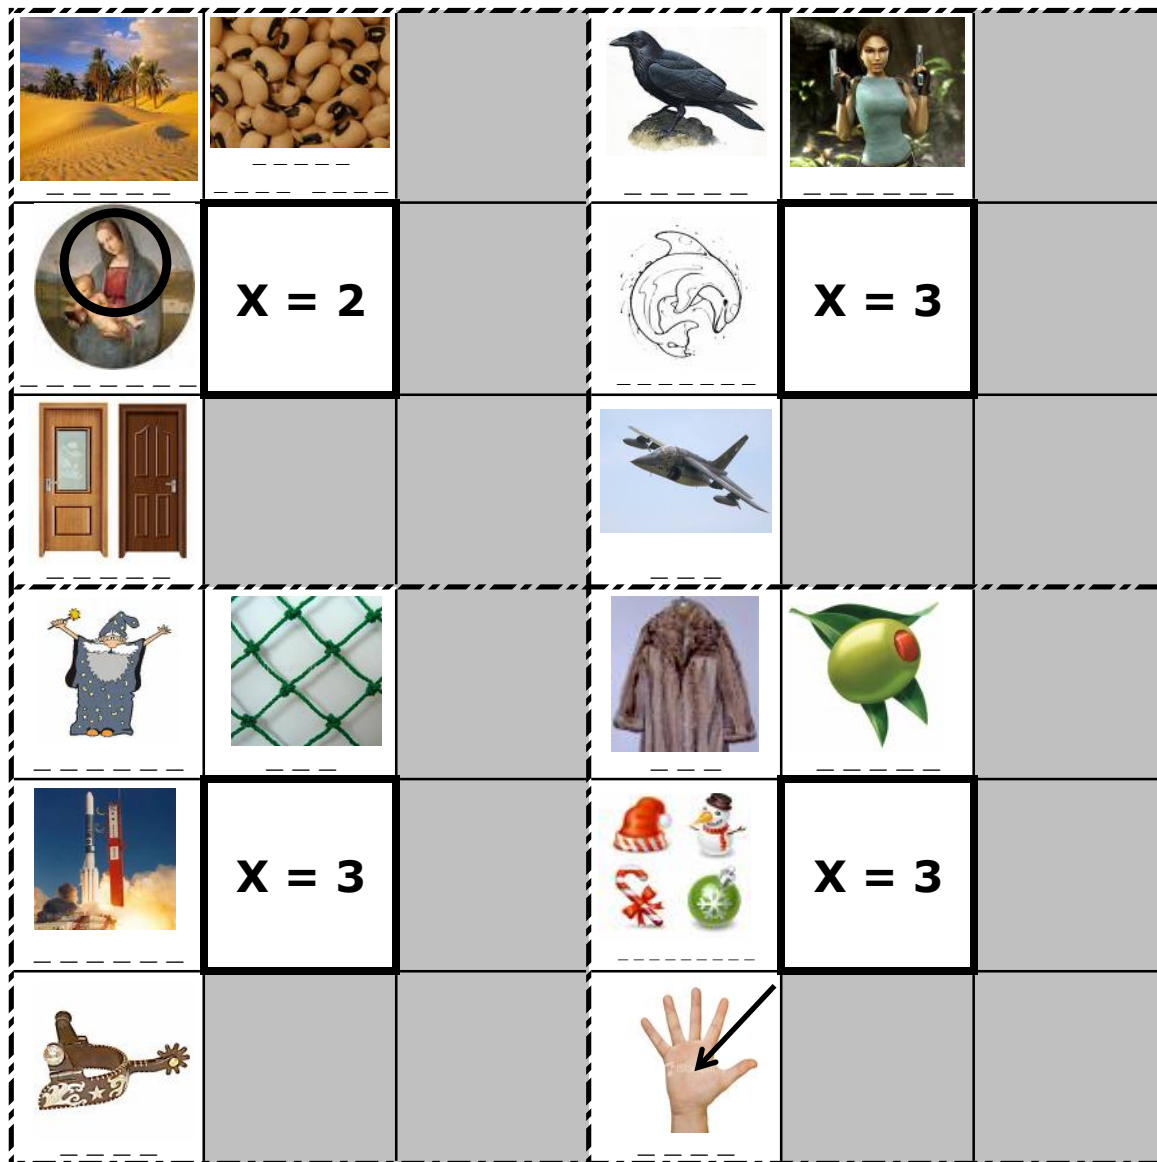 X = 2
X = 3
X = 3
X = 3